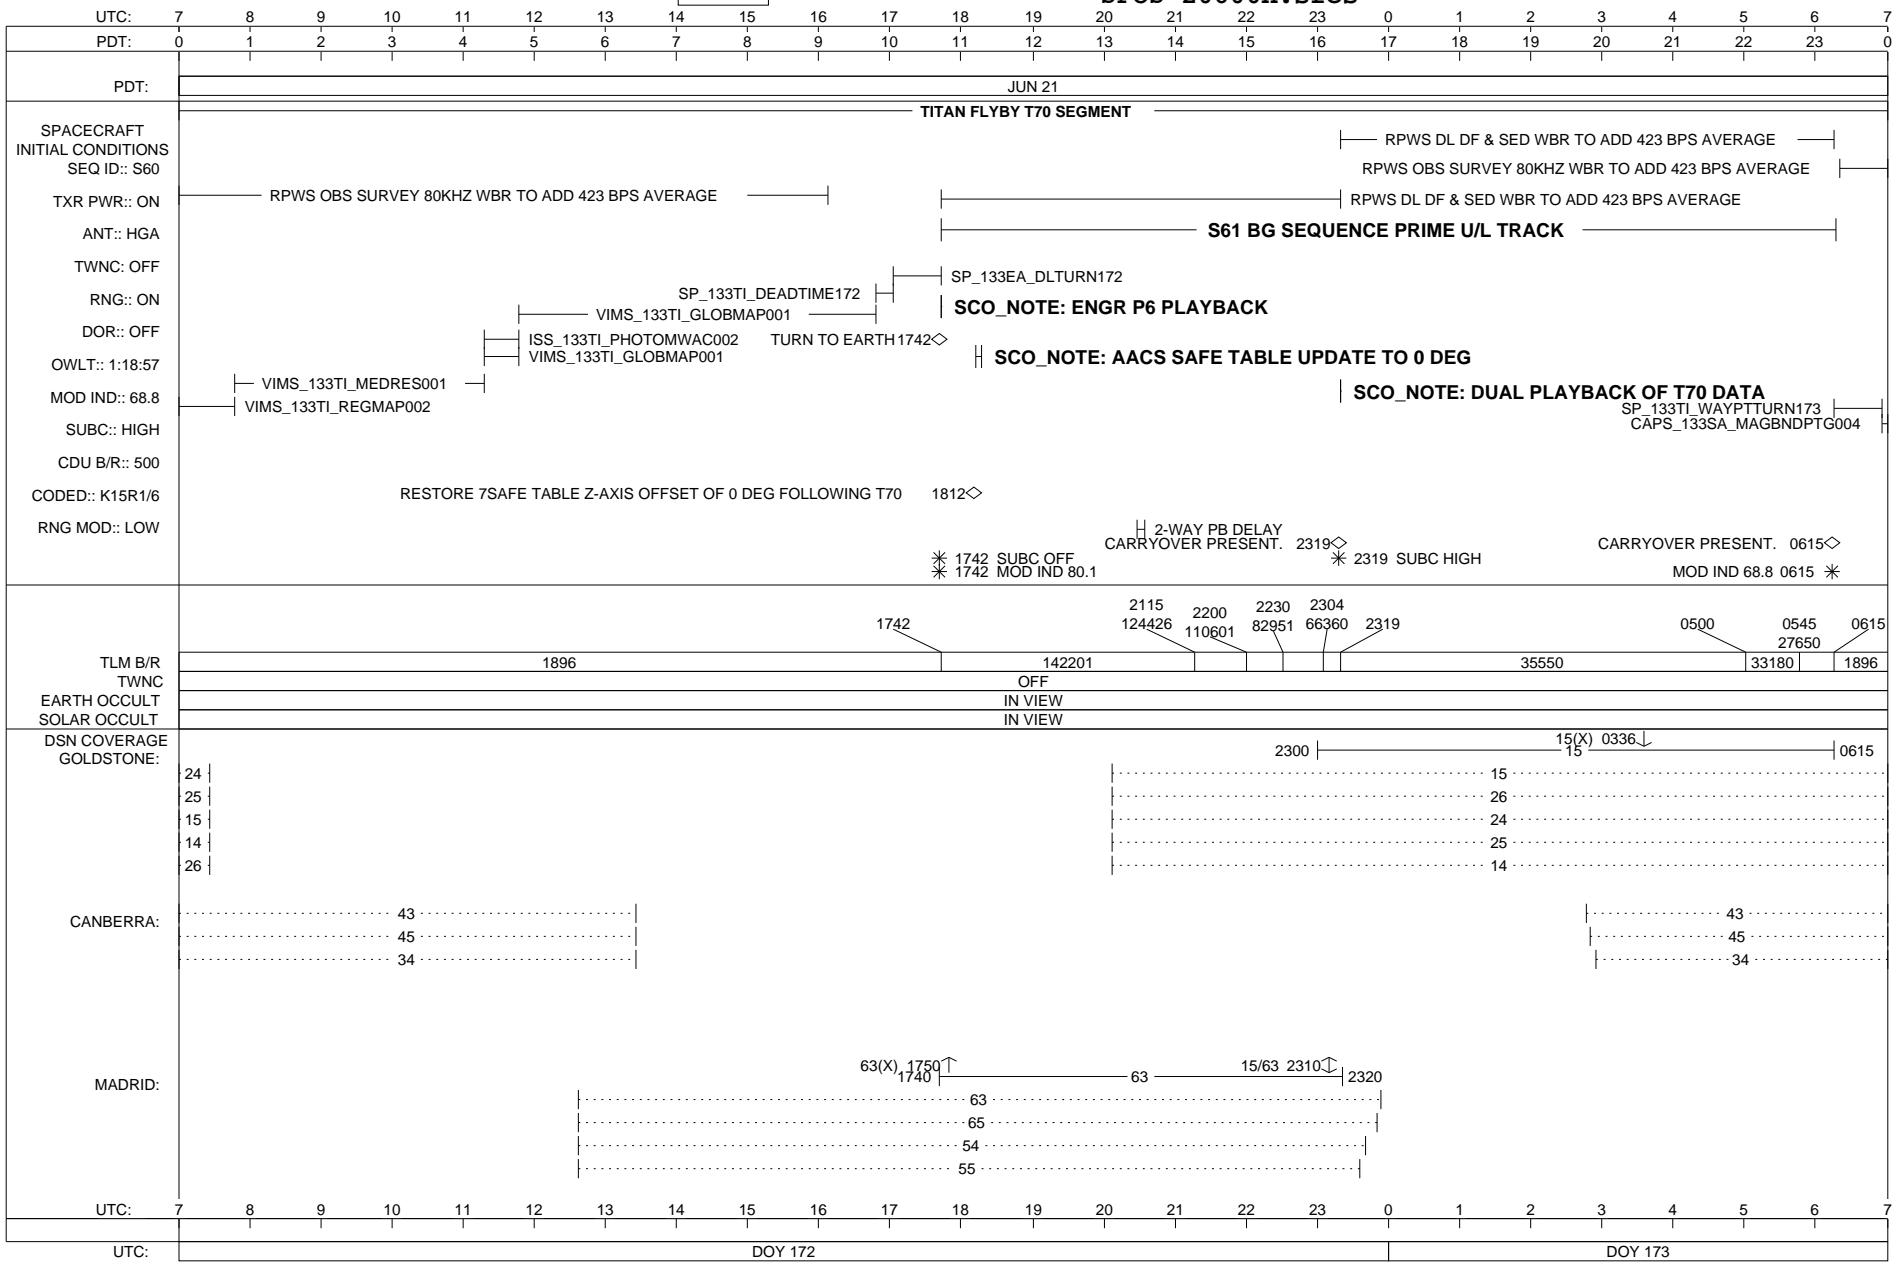 UTC: 7 8 9 10 11 12 13 14 15 16 17 18 19 20 21 22 23 0 1 2 3 4 5 6 7
PDT: 0 1 2 3 4 5 6 7 8 9 10 11 12 13 14 15 16 17 18 19 20 21 22 23 0
PDT: JUN 21
TITAN FLYBY T70 SEGMENT
SPACECRAFT
INITIAL CONDITIONS
RPWS DL DF & SED WBR TO ADD 423 BPS AVERAGE
SEQ ID:: S60
RPWS OBS SURVEY 80KHZ WBR TO ADD 423 BPS AVERAGE
TXR PWR:: ON
RPWS OBS SURVEY 80KHZ WBR TO ADD 423 BPS AVERAGE
RPWS DL DF & SED WBR TO ADD 423 BPS AVERAGE
ANT:: HGA
S61 BG SEQUENCE PRIME U/L TRACK
TWNC: OFF
SP_133EA_DLTURN172
RNG:: ON
SP_133TI_DEADTIME172
SCO_NOTE: ENGR P6 PLAYBACK
VIMS_133TI_GLOBMAP001
DOR:: OFF
ISS_133TI_PHOTOMWAC002
TURN TO EARTH 1742
VIMS_133TI_GLOBMAP001
SCO_NOTE: AACS SAFE TABLE UPDATE TO 0 DEG
OWLT:: 1:18:57
VIMS_133TI_MEDRES001
MOD IND:: 68.8
SCO_NOTE: DUAL PLAYBACK OF T70 DATA
VIMS_133TI_REGMAP002
SP_133TI_WAYPTTURN173
CAPS_133SA_MAGBNDPTG004
SUBC:: HIGH
CDU B/R:: 500
CODED:: K15R1/6
RESTORE 7SAFE TABLE Z-AXIS OFFSET OF 0 DEG FOLLOWING T70 1812
RNG MOD:: LOW
2-WAY PB DELAY
CARRYOVER PRESENT. 2319
CARRYOVER PRESENT. 0615
1742 SUBC OFF
2319 SUBC HIGH
1742 MOD IND 80.1
MOD IND 68.8 0615
1742
2115
124426
2200
110601
2230
82951
2304
66360
2319
0500
0545
27650
0615
TLM B/R 1896 142201 35550 33180 1896
TWNC OFF
EARTH OCCULT IN VIEW
SOLAR OCCULT IN VIEW
DSN COVERAGE
GOLDSTONE:
15(X) 0336
2300 15 0615
24 15
25 26
15 24
14 25
26 14
CANBERRA:
43 43
45 45
34 34
MADRID:
63(X) 1750
15/63 2310
1740 63 2320
63
65
54
55
UTC: 7 8 9 10 11 12 13 14 15 16 17 18 19 20 21 22 23 0 1 2 3 4 5 6 7
UTC: DOY 172 DOY 173